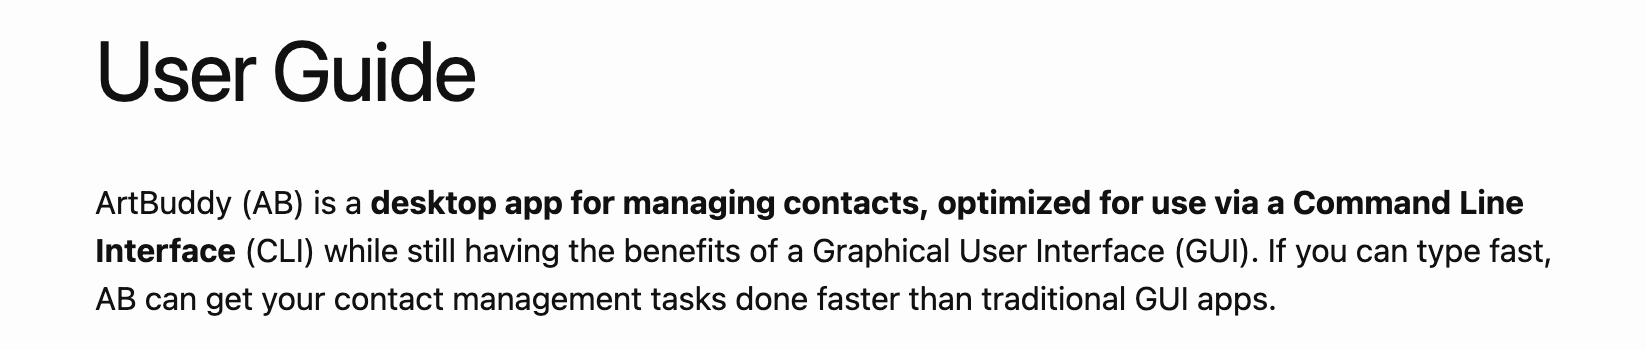 User Guide
ArtBuddy (AB) is a desktop app for managing contacts, optimized for use via a Command Line
Interface (CLI) while still having the benefits of a Graphical User Interface (GUI). If you can type fast,
AB can get your contact management tasks done faster than traditional GUI apps.